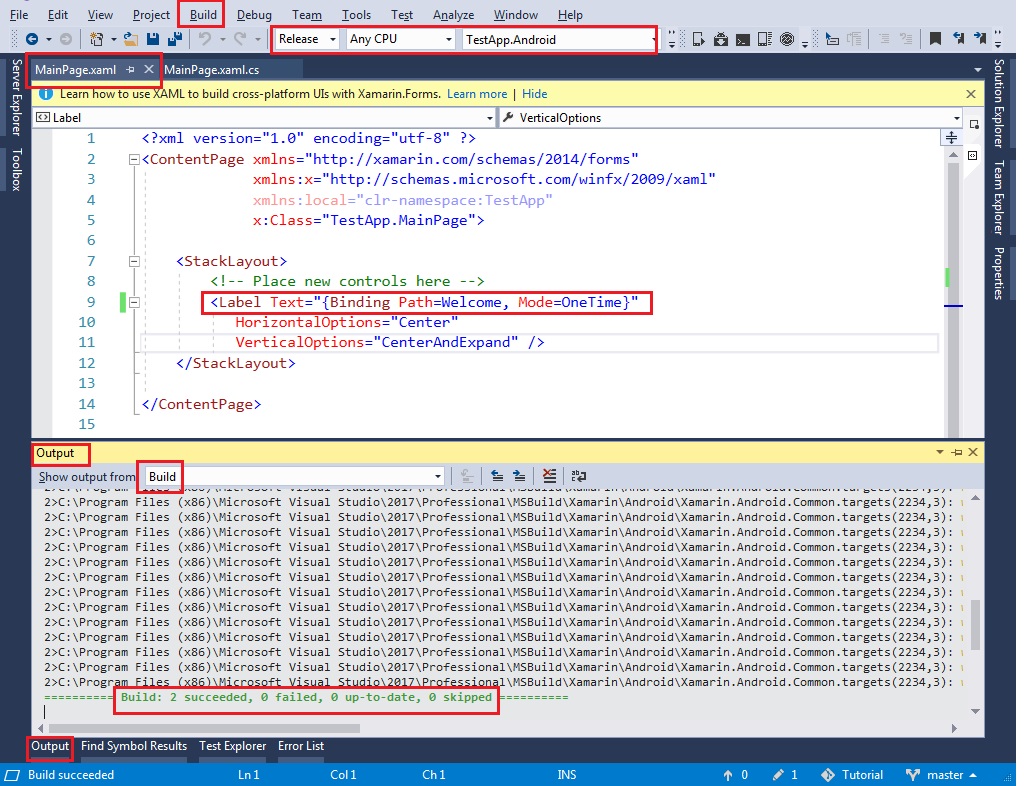 File Edit View Project Build Debug Team Tools Test Analyze Window Help
Release Any CPU TestApp.Android
MainPage.xaml MainPage.xaml.cs
Server Explorer
Toolbox
Solution Explorer
Team Explorer
Properties
Learn how to use XAML to build cross-platform UIs with Xamarin.Forms. Learn more | Hide
Label VerticalOptions
1 <?xml version="1.0" encoding="utf-8" ?>
2 <ContentPage xmlns="http://xamarin.com/schemas/2014/forms"
3 xmlns:x="http://schemas.microsoft.com/winfx/2009/xaml"
4 xmlns:local="clr-namespace:TestApp"
5 x:Class="TestApp.MainPage">
6
7 <StackLayout>
8 <!-- Place new controls here -->
9 <Label Text="{Binding Path=Welcome, Mode=OneTime}"
10 HorizontalOptions="Center"
11 VerticalOptions="CenterAndExpand" />
12 </StackLayout>
13
14 </ContentPage>
15
Output
Show output from Build
2>C:\Program Files (x86)\Microsoft Visual Studio\2017\Professional\MSBuild\Xamarin\Android\Xamarin.Android.Common.targets(2234,3):
2>C:\Program Files (x86)\Microsoft Visual Studio\2017\Professional\MSBuild\Xamarin\Android\Xamarin.Android.Common.targets(2234,3):
2>C:\Program Files (x86)\Microsoft Visual Studio\2017\Professional\MSBuild\Xamarin\Android\Xamarin.Android.Common.targets(2234,3):
2>C:\Program Files (x86)\Microsoft Visual Studio\2017\Professional\MSBuild\Xamarin\Android\Xamarin.Android.Common.targets(2234,3):
2>C:\Program Files (x86)\Microsoft Visual Studio\2017\Professional\MSBuild\Xamarin\Android\Xamarin.Android.Common.targets(2234,3):
2>C:\Program Files (x86)\Microsoft Visual Studio\2017\Professional\MSBuild\Xamarin\Android\Xamarin.Android.Common.targets(2234,3):
2>C:\Program Files (x86)\Microsoft Visual Studio\2017\Professional\MSBuild\Xamarin\Android\Xamarin.Android.Common.targets(2234,3):
2>C:\Program Files (x86)\Microsoft Visual Studio\2017\Professional\MSBuild\Xamarin\Android\Xamarin.Android.Common.targets(2234,3):
2>C:\Program Files (x86)\Microsoft Visual Studio\2017\Professional\MSBuild\Xamarin\Android\Xamarin.Android.Common.targets(2234,3):
2>C:\Program Files (x86)\Microsoft Visual Studio\2017\Professional\MSBuild\Xamarin\Android\Xamarin.Android.Common.targets(2234,3):
2>C:\Program Files (x86)\Microsoft Visual Studio\2017\Professional\MSBuild\Xamarin\Android\Xamarin.Android.Common.targets(2234,3):
2>C:\Program Files (x86)\Microsoft Visual Studio\2017\Professional\MSBuild\Xamarin\Android\Xamarin.Android.Common.targets(2234,3):
2>C:\Program Files (x86)\Microsoft Visual Studio\2017\Professional\MSBuild\Xamarin\Android\Xamarin.Android.Common.targets(2234,3):
2>C:\Program Files (x86)\Microsoft Visual Studio\2017\Professional\MSBuild\Xamarin\Android\Xamarin.Android.Common.targets(2234,3):
========== Build: 2 succeeded, 0 failed, 0 up-to-date, 0 skipped ==========
Output Find Symbol Results Test Explorer Error List
Build succeeded Ln 1 Col 1 Ch 1 INS 0 1 Tutorial master